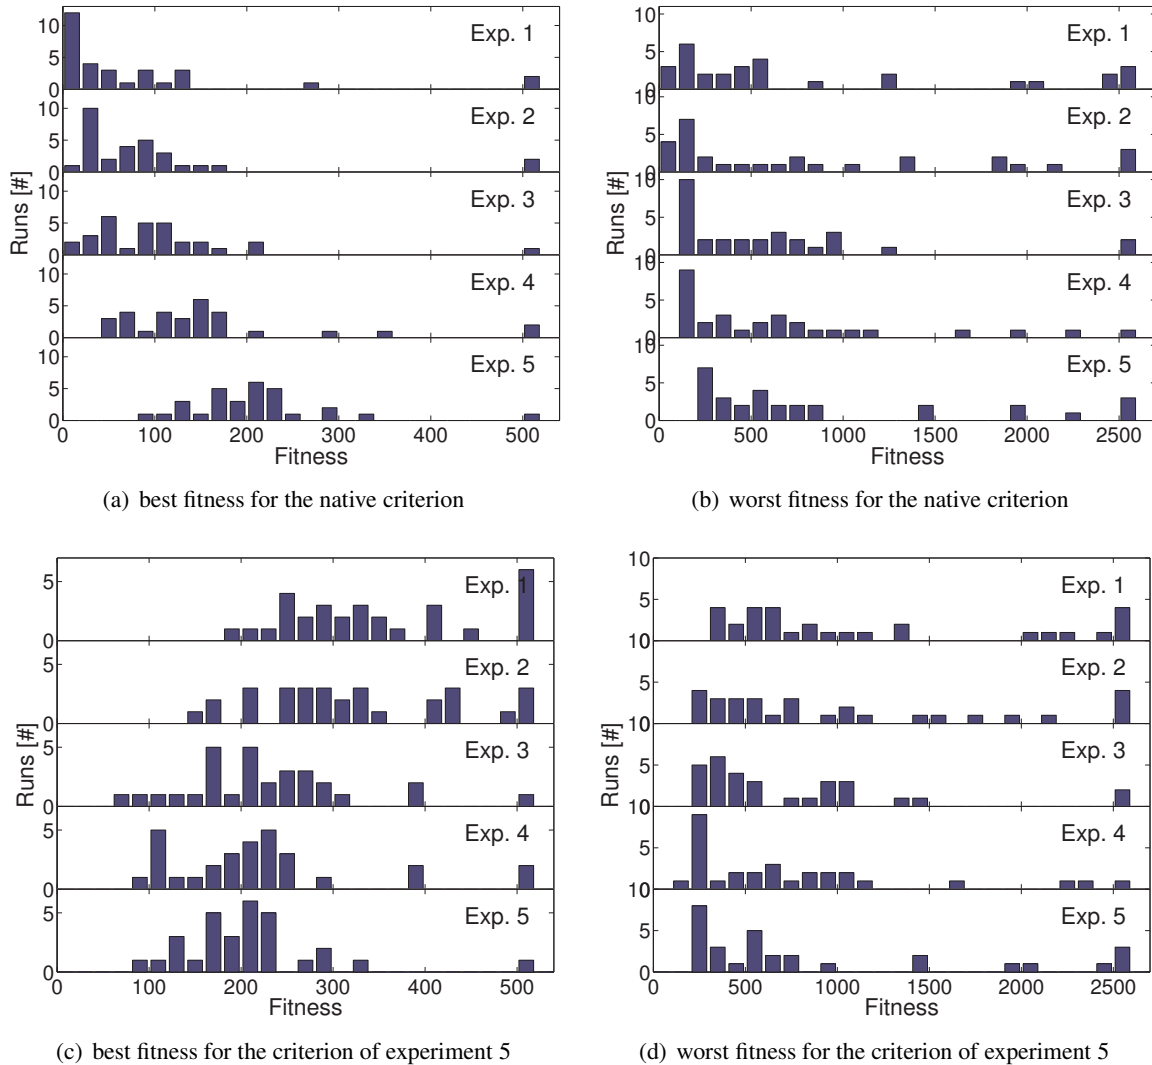 10
5
0
Exp. 1
10
5
0
Exp. 2
10
5
0
Exp. 3
10
5
0
Exp. 4
10
5
0
Exp. 5
Runs [#]
0 100 200 300 400 500
Fitness
(a) best fitness for the native criterion
10
5
0
Exp. 1
10
5
0
Exp. 2
10
5
0
Exp. 3
10
5
0
Exp. 4
10
5
0
Exp. 5
0 500 1000 1500 2000 2500
Fitness
(b) worst fitness for the native criterion
5
0
Exp. 1
5
0
Exp. 2
5
0
Exp. 3
5
0
Exp. 4
5
0
Exp. 5
Runs [#]
0 100 200 300 400 500
Fitness
(c) best fitness for the criterion of experiment 5
10
5
0
Exp. 1
10
5
0
Exp. 2
10
5
0
Exp. 3
10
5
0
Exp. 4
10
5
0
Exp. 5
Runs [#]
0 500 1000 1500 2000 2500
Fitness
(d) worst fitness for the criterion of experiment 5